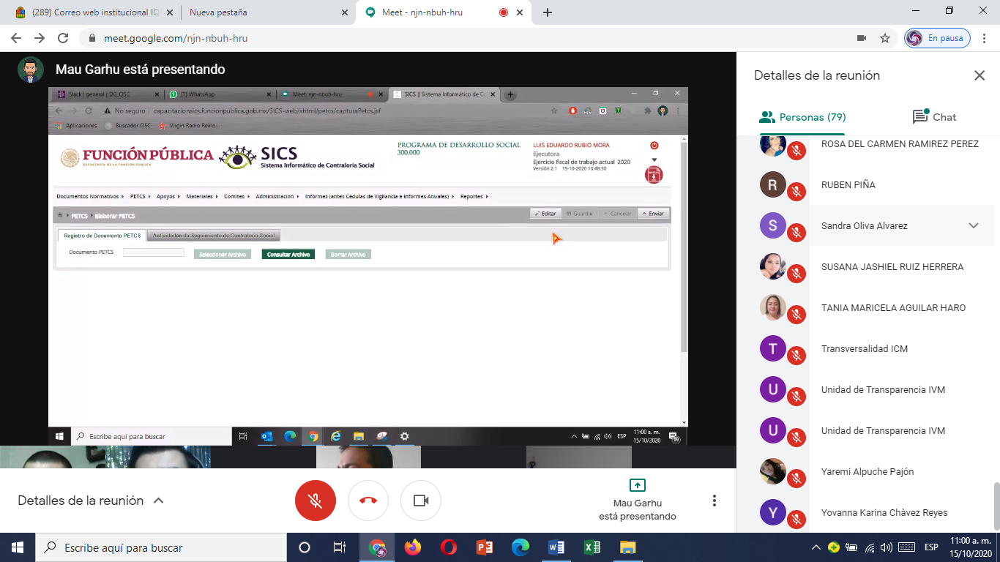 (289) Correo web institucional IQ
Nueva pestaña
Meet - njn-nbuh-hru
meet.google.com/njn-nbuh-hru
En pausa
Mau Garhu está presentando
Slack | general | DG_OSC
(1) WhatsApp
Meet: njn-nbuh-hru
SICS || Sistema Informático de Co
No seguro
capacitacionsics.funcionpublica.gob.mx/SICS-web/xhtml/petcs/capturaPetcs.jsf
Aplicaciones
Buscador OSC
Virgin Radio Reino...
FUNCIÓN PÚBLICA
SECRETARÍA DE LA FUNCIÓN PÚBLICA
SICS
Sistema Informático de Contraloría Social
PROGRAMA DE DESARROLLO SOCIAL
300,000
LUIS EDUARDO RUBIO MORA
Ejecutora
Ejercicio fiscal de trabajo actual 2020
Versión 2.1 15-10-2020 10:48:30
Documentos Normativos
PETCS
Apoyos
Materiales
Comites
Administración
Informes (antes Cédulas de Vigilancia e Informes Anuales)
Reportes
PETCS
Elaborar PETCS
Editar
Guardar
Cancelar
Enviar
Registro de Documento PETCS
Actividades de Seguimiento de Contraloría Social
Documento PETCS
Seleccionar Archivo
Consultar Archivo
Borrar Archivo
Escribe aquí para buscar
ESP
11:00 a. m.
15/10/2020
19
Detalles de la reunión
Personas (79)
Chat
ROSA DEL CARMEN RAMIREZ PEREZ
R
RUBEN PIÑA
S
Sandra Oliva Alvarez
SUSANA JASHIEL RUIZ HERRERA
TANIA MARICELA AGUILAR HARO
T
Transversalidad ICM
U
Unidad de Transparencia IVM
U
Unidad de Transparencia IVM
Yaremi Alpuche Pajón
Y
Yovanna Karina Chàvez Reyes
Detalles de la reunión
Mau Garhu
está presentando
Escribe aquí para buscar
ESP
11:00 a. m.
15/10/2020